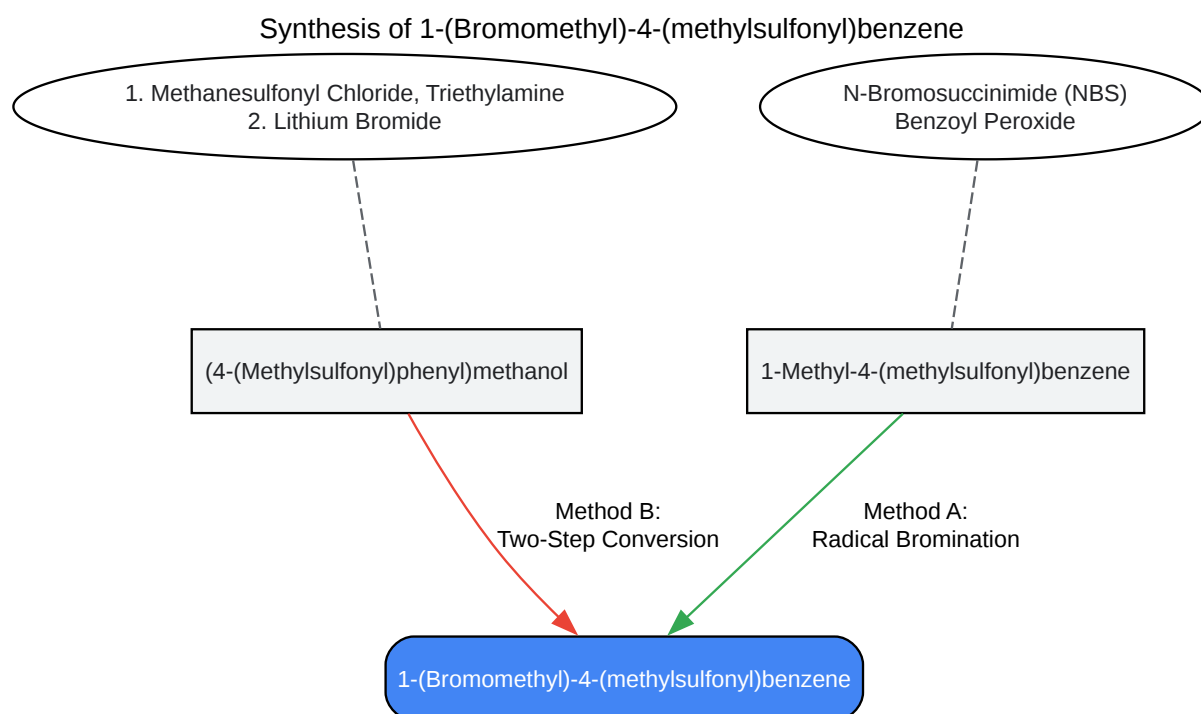 Synthesis of 1-(Bromomethyl)-4-(methylsulfonyl)benzene
1. Methanesulfonyl Chloride, Triethylamine
2. Lithium Bromide
N-Bromosuccinimide (NBS)
Benzoyl Peroxide
(4-(Methylsulfonyl)phenyl)methanol
1-Methyl-4-(methylsulfonyl)benzene
Method B:
Two-Step Conversion
Method A:
Radical Bromination
1-(Bromomethyl)-4-(methylsulfonyl)benzene